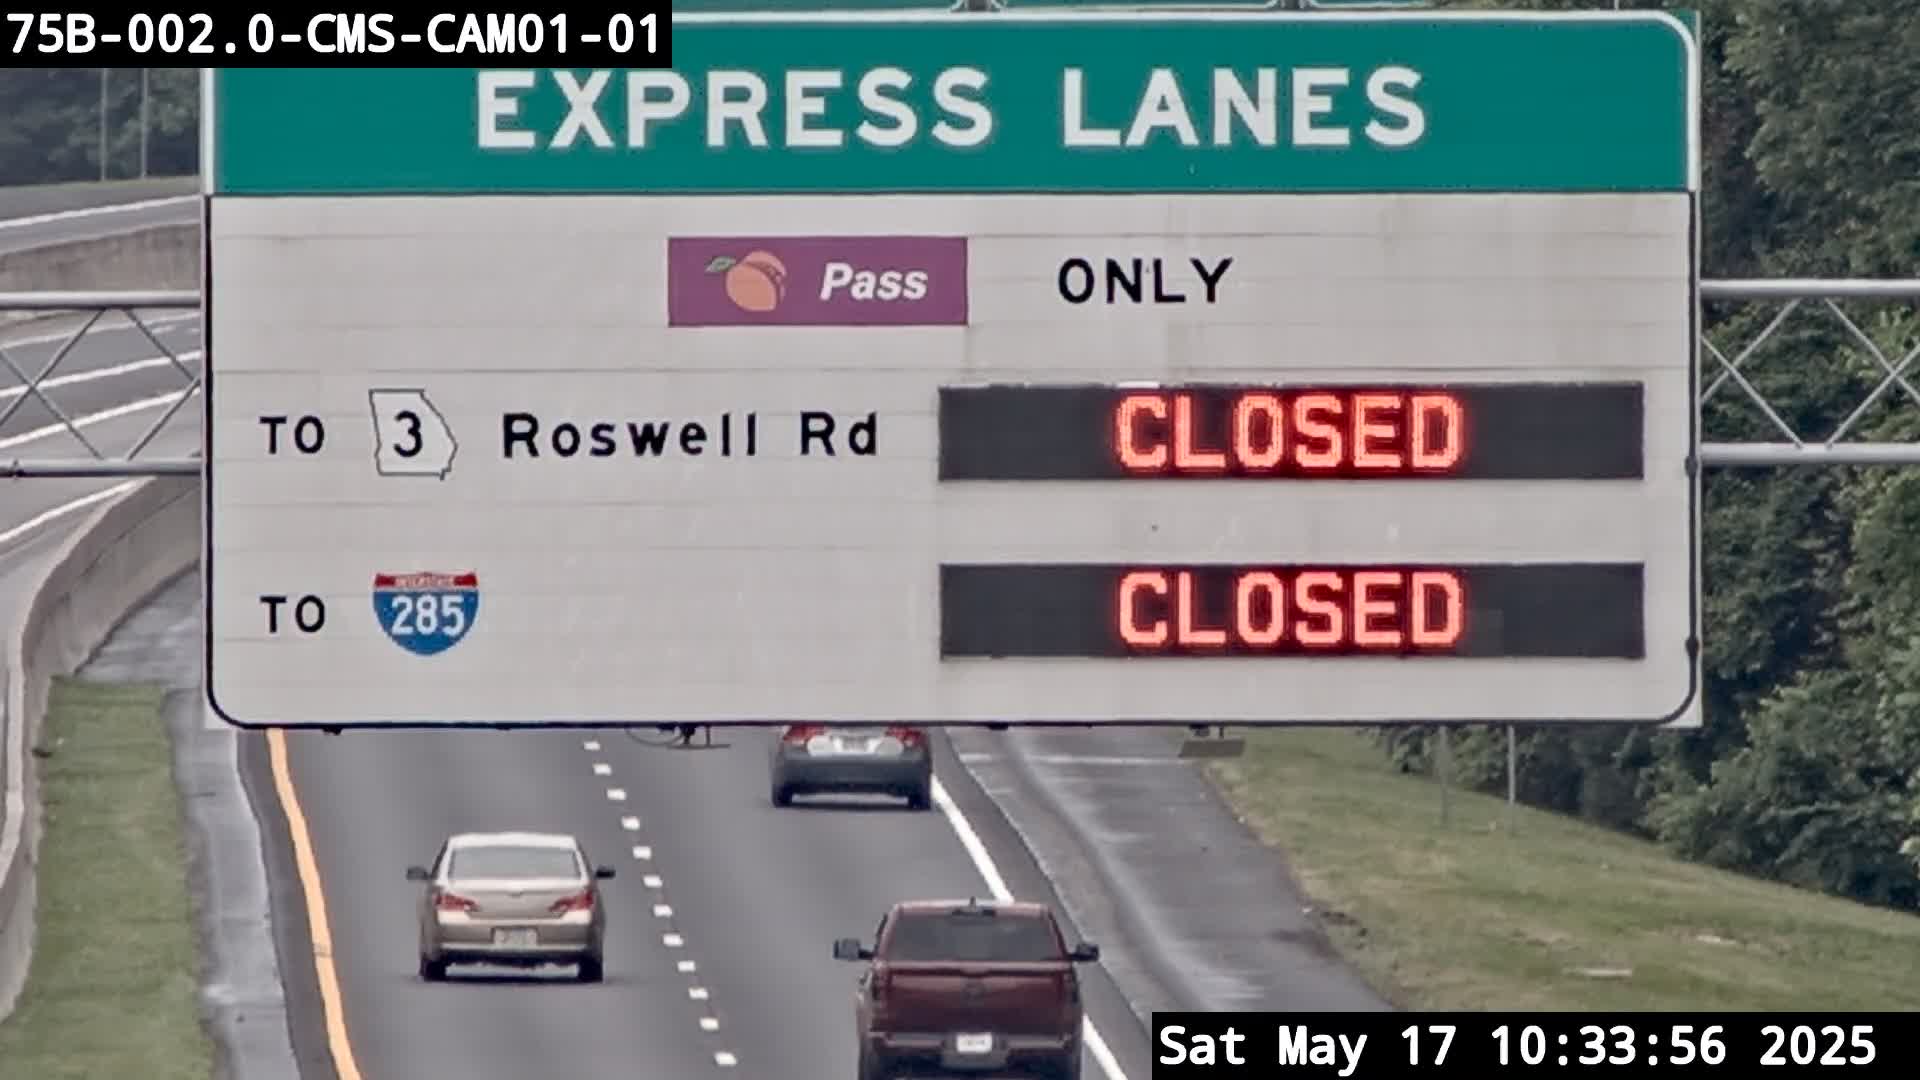 75B-002.0-CMS-CAM01-01
EXPRESS LANES
Pass ONLY
TO 3 Roswell Rd CLOSED
TO INTERSTATE 285 CLOSED
Sat May 17 10:33:56 2025